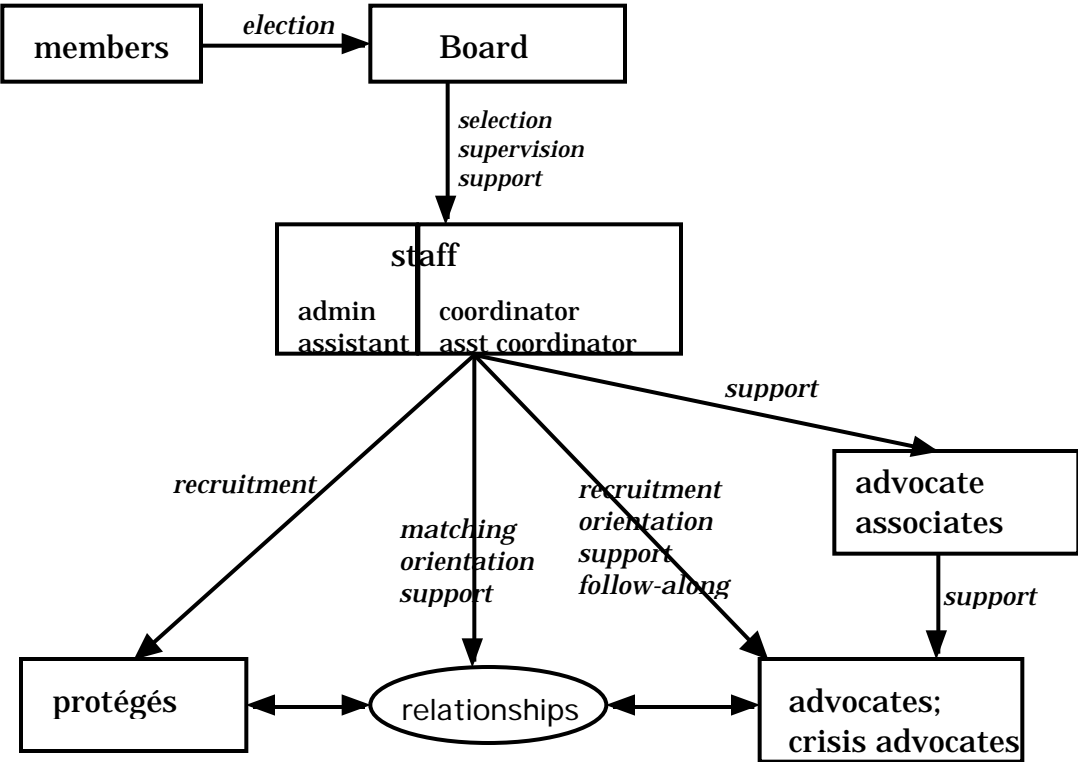 members
election
Board
selection
supervision
support
staff
admin
assistant
coordinator
asst coordinator
support
recruitment
matching
orientation
support
recruitment
orientation
support
follow-along
advocate
associates
support
protégés
relationships
advocates;
crisis advocates